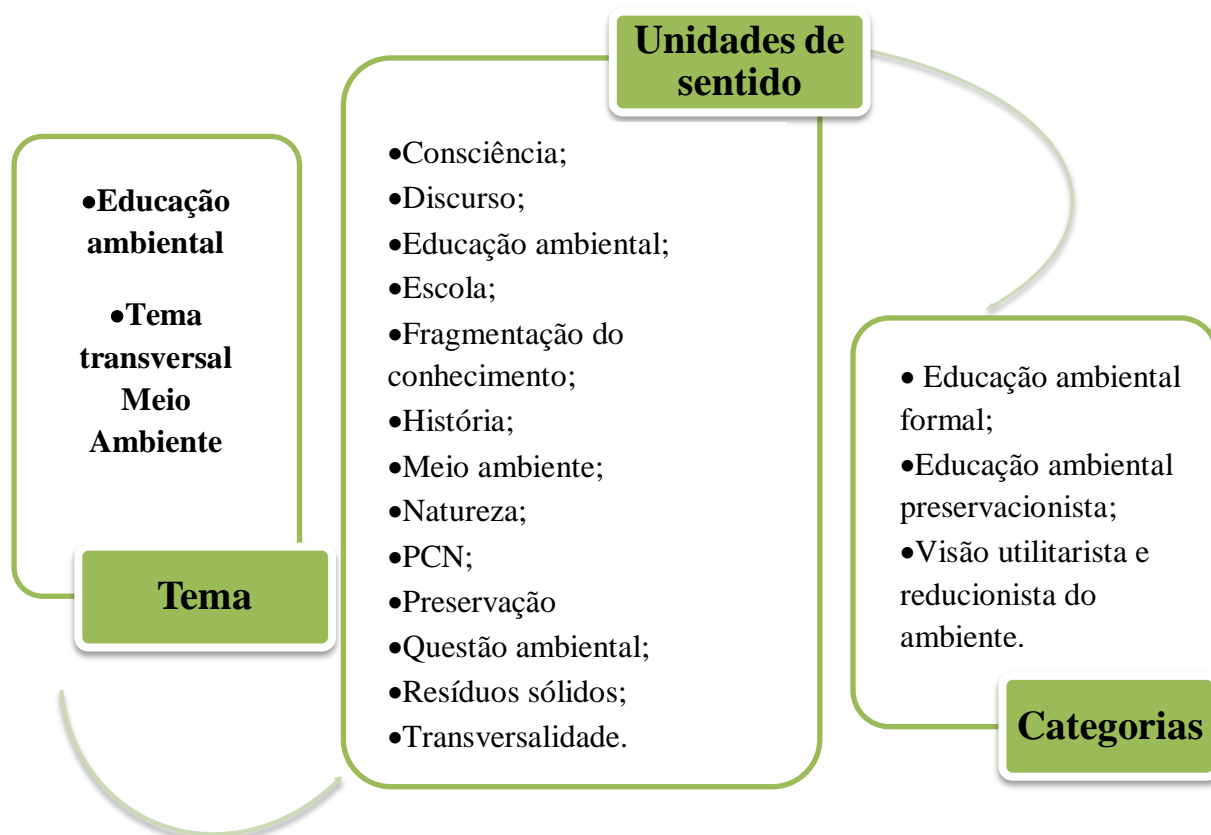 •Educação
ambiental
•Tema
transversal
Meio
Ambiente
Tema
Unidades de
sentido
•Consciência;
•Discurso;
•Educação ambiental;
•Escola;
•Fragmentação do
conhecimento;
•História;
•Meio ambiente;
•Natureza;
•PCN;
•Preservação
•Questão ambiental;
•Resíduos sólidos;
•Transversalidade.
• Educação ambiental
formal;
•Educação ambiental
preservacionista;
•Visão utilitarista e
reducionista do
ambiente.
Categorias